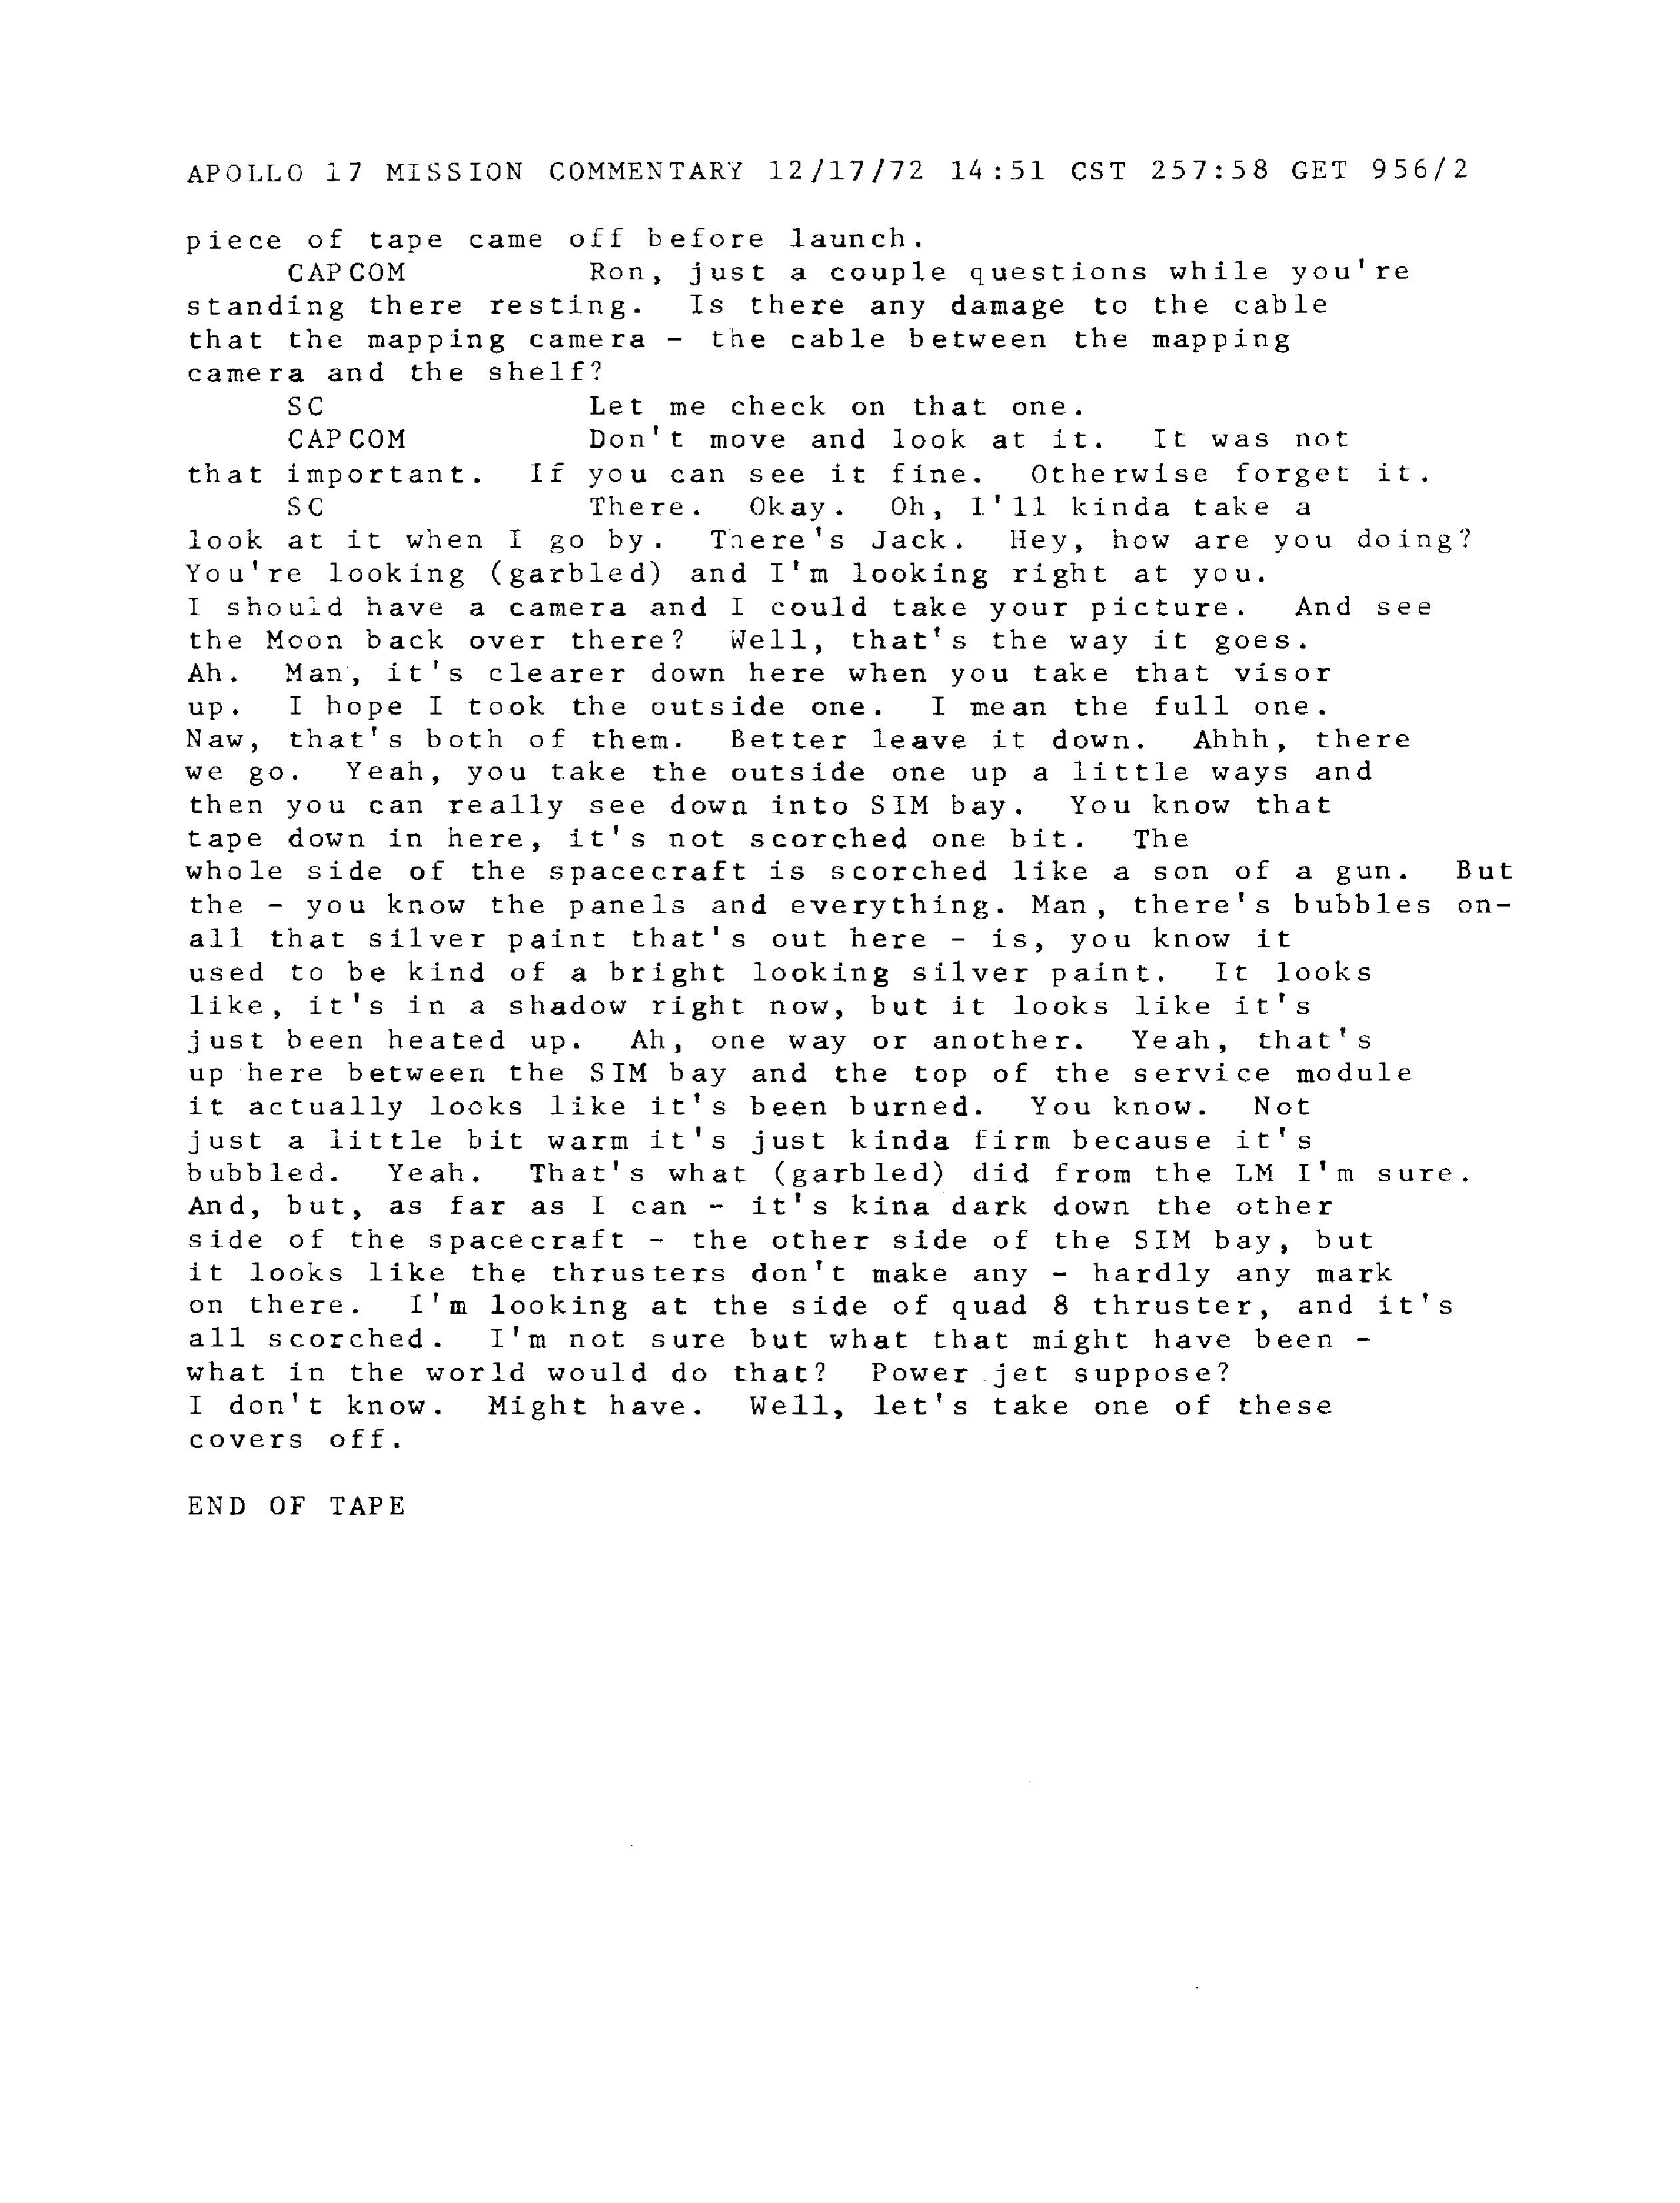 APOLLO 17 MISSION COMMENTARY 12/17/72 14:51 CST 257:58 GET 956/2
piece of tape came off before launch.
CAPCOM Ron, just a couple questions while you're
standing there resting. Is there any damage to the cable
that the mapping camera - the cable between the mapping
camera and the shelf?
SC Let me check on that one.
CAPCOM Don't move and look at it. It was not
that important. If you can see it fine. Otherwise forget it.
SC There. Okay. Oh, I'll kinda take a
look at it when I go by. There's Jack. Hey, how are you doing?
You're looking (garbled) and I'm looking right at you.
I should have a camera and I could take your picture. And see
the Moon back over there? Well, that's the way it goes.
Ah. Man, it's clearer down here when you take that visor
up. I hope I took the outside one. I mean the full one.
Naw, that's both of them. Better leave it down. Ahhh, there
we go. Yeah, you take the outside one up a little ways and
then you can really see down into SIM bay. You know that
tape down in here, it's not scorched one bit. The
whole side of the spacecraft is scorched like a son of a gun. But
the - you know the panels and everything. Man, there's bubbles on-
all that silver paint that's out here - is, you know it
used to be kind of a bright looking silver paint. It looks
like, it's in a shadow right now, but it looks like it's
just been heated up. Ah, one way or another. Yeah, that's
up here between the SIM bay and the top of the service module
it actually looks like it's been burned. You know. Not
just a little bit warm it's just kinda firm because it's
bubbled. Yeah. That's what (garbled) did from the LM I'm sure.
And, but, as far as I can - it's kina dark down the other
side of the spacecraft - the other side of the SIM bay, but
it looks like the thrusters don't make any - hardly any mark
on there. I'm looking at the side of quad 8 thruster, and it's
all scorched. I'm not sure but what that might have been -
what in the world would do that? Power jet suppose?
I don't know. Might have. Well, let's take one of these
covers off.
END OF TAPE